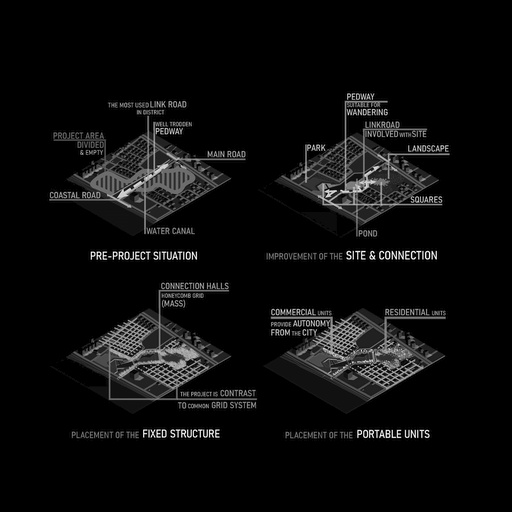 THE MOST USED LINK ROAD
IN DISTRICT
WELL TRODDEN
PEDWAY
PROJECT AREA
DIVIDED
& EMPTY
MAIN ROAD
COASTAL ROAD
WATER CANAL
PRE-PROJECT SITUATION
PEDWAY
SUITABLE FOR
WANDERING
LINKROAD
INVOLVED WITH SITE
PARK
LANDSCAPE
SQUARES
POND
IMPROVEMENT OF THE SITE & CONNECTION
CONNECTION HALLS
HONEYCOMB GRID
(MASS)
THE PROJECT IS CONTRAST
TO COMMON GRID SYSTEM
PLACEMENT OF THE FIXED STRUCTURE
COMMERCIAL UNITS
PROVIDE AUTONOMY
FROM THE CITY
RESIDENTIAL UNITS
PLACEMENT OF THE PORTABLE UNITS